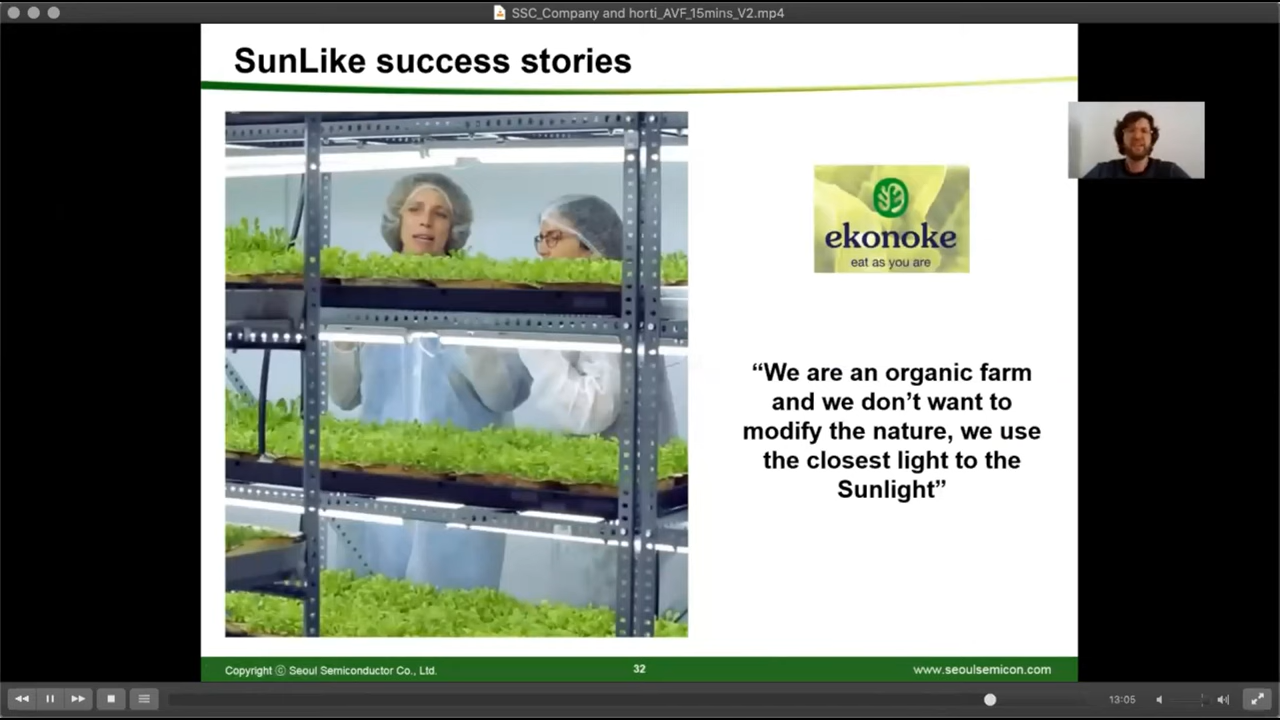 SSC_Company and horti_AVF_15mins_V2.mp4
SunLike success stories
ekonoke
eat as you are
“We are an organic farm
and we don’t want to
modify the nature, we use
the closest light to the
Sunlight”
Copyright ⓒ Seoul Semiconductor Co., Ltd.
32
www.seoulsemicon.com
13:05